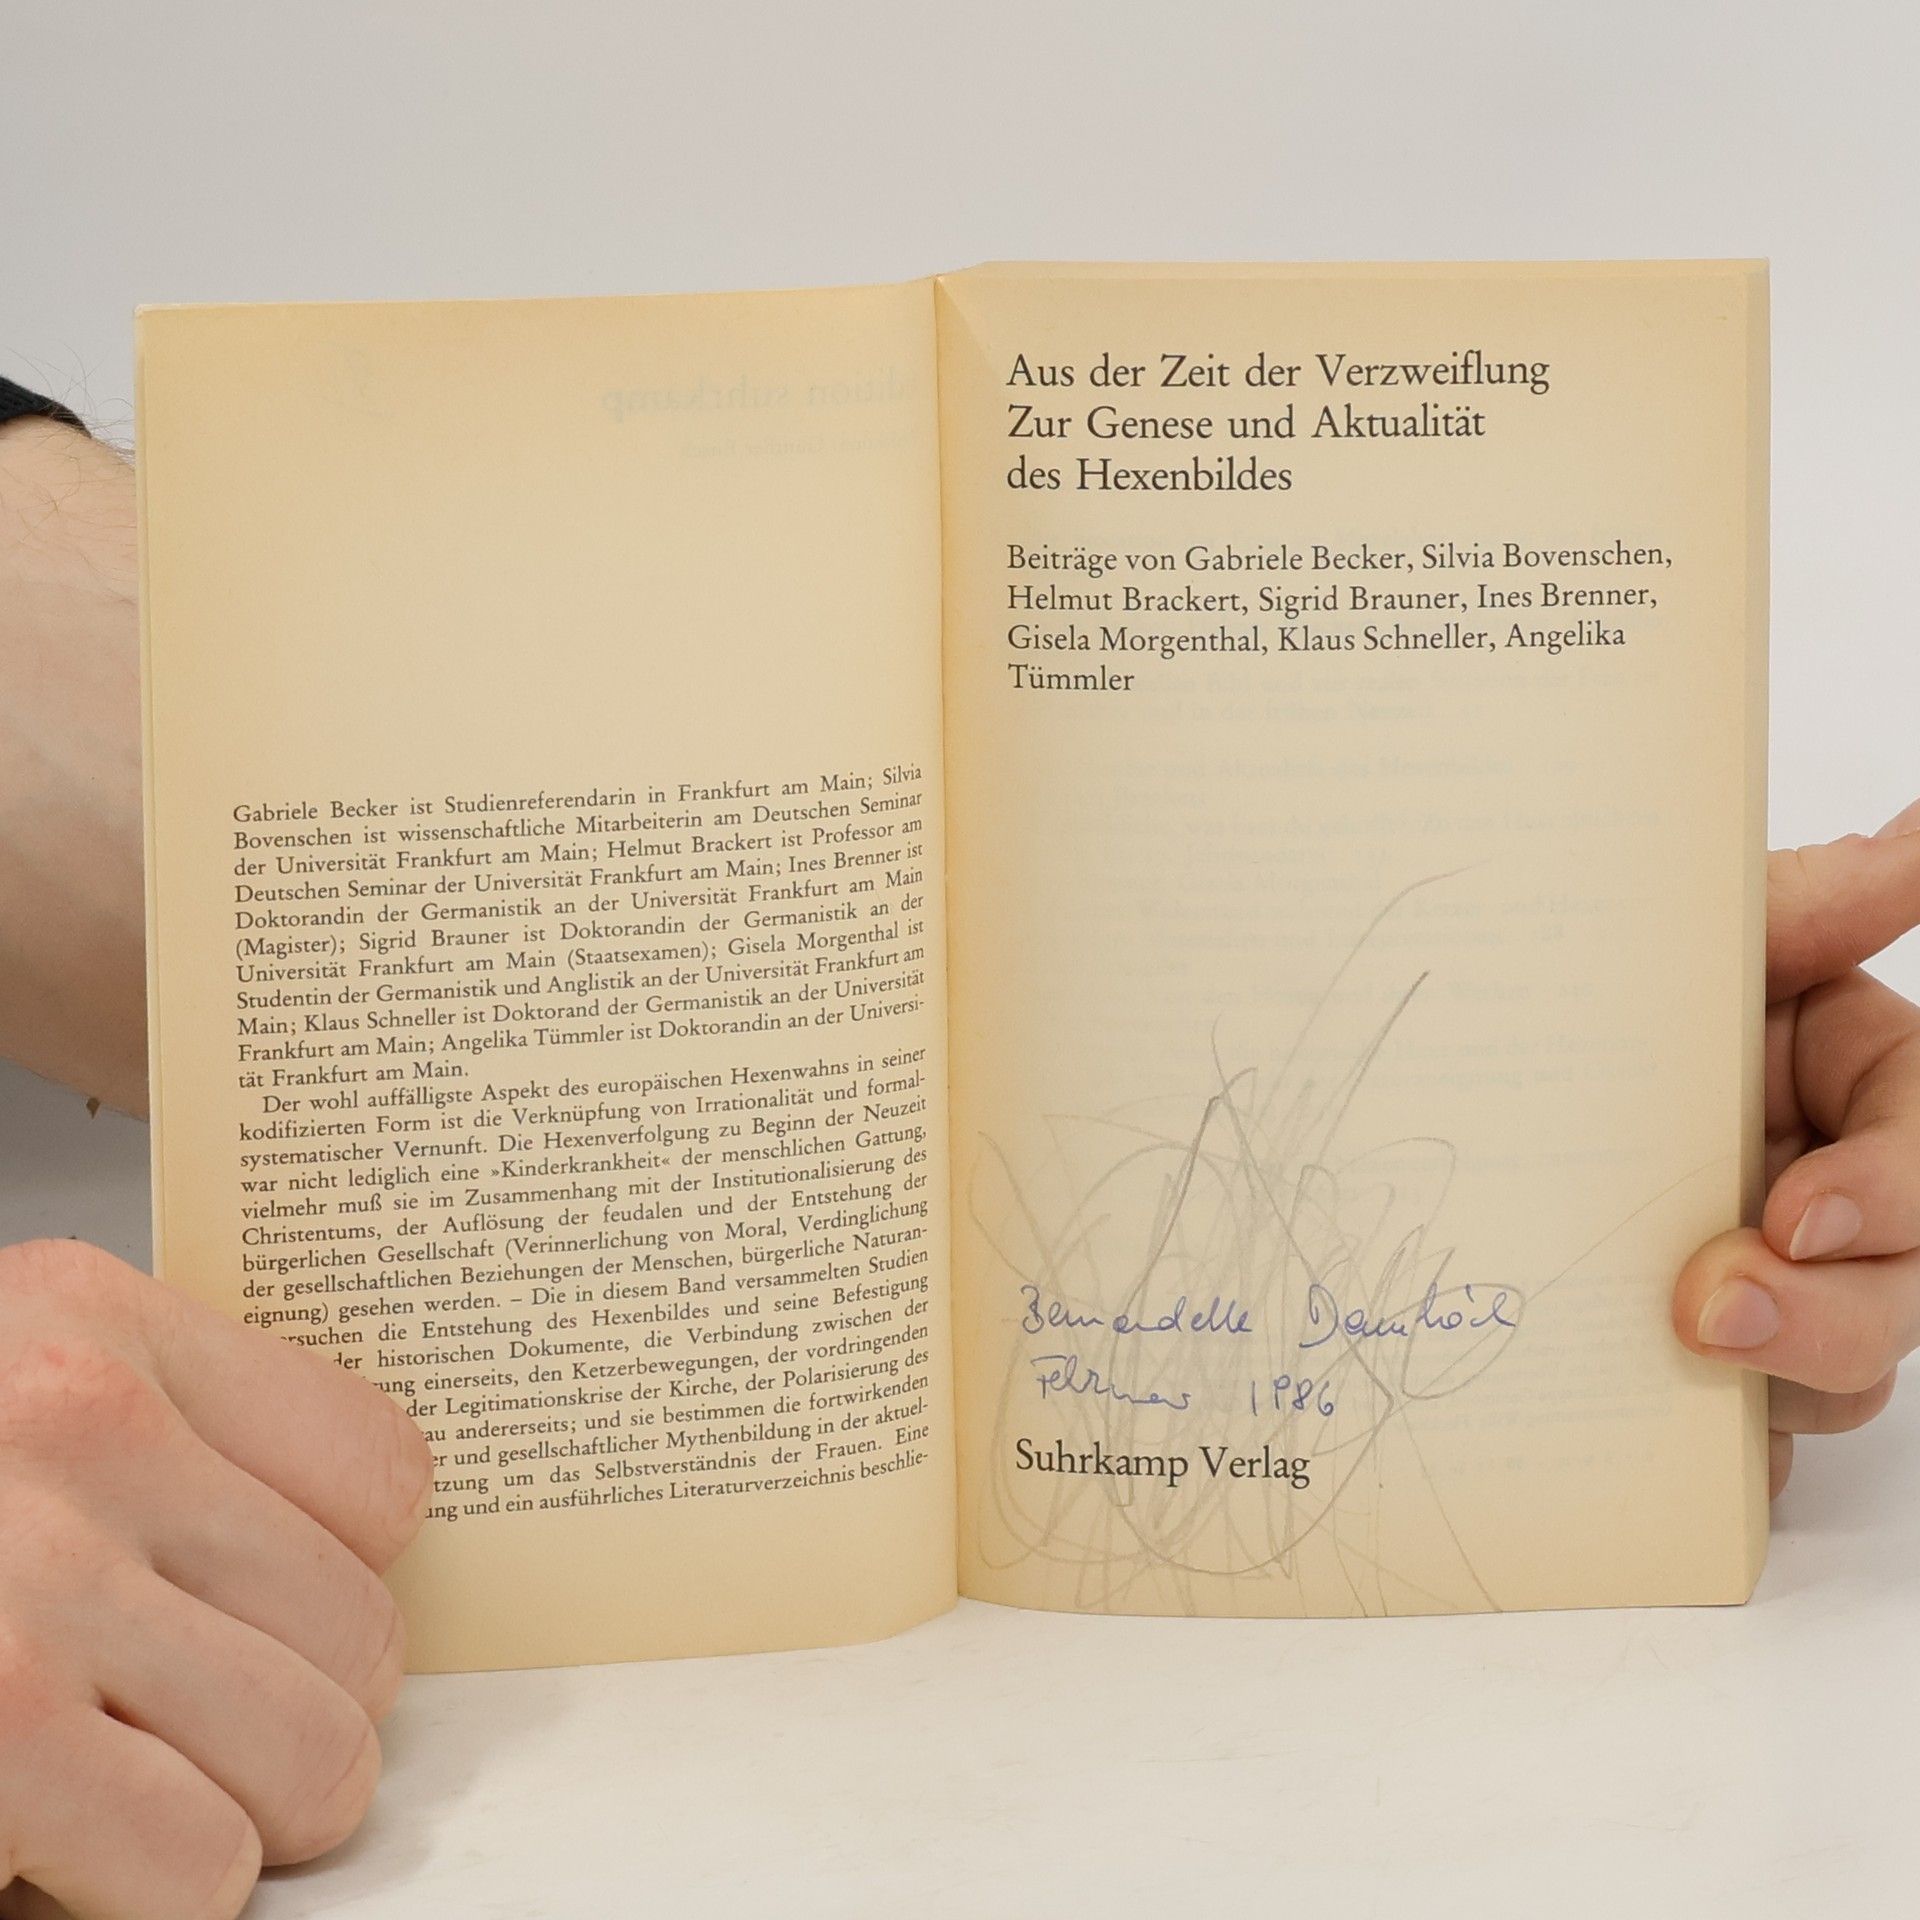 Gabriele Becker ist Studienreferendarin in Frankfurt am Main; Silvia
Bovenschen ist wissenschaftliche Mitarbeiterin am Deutschen Seminar
der Universität Frankfurt am Main; Helmut Brackert ist Professor am
Deutschen Seminar der Universität Frankfurt am Main; Ines Brenner ist
Doktorandin der Germanistik an der Universität Frankfurt am Main
(Magister); Sigrid Brauner ist Doktorandin der Germanistik an der
Universität Frankfurt am Main (Staatsexamen); Gisela Morgenthal ist
Studentin der Germanistik und Anglistik an der Universität Frankfurt am
Main; Klaus Schneller ist Doktorand der Germanistik an der Universität
Frankfurt am Main; Angelika Tümmler ist Doktorandin an der Universi-
tät Frankfurt am Main.
Der wohl auffälligste Aspekt des europäischen Hexenwahns in seiner
kodifizierten Form ist die Verknüpfung von Irrationalität und formal-
systematischer Vernunft. Die Hexenverfolgung zu Beginn der Neuzeit
war nicht lediglich eine »Kinderkrankheit« der menschlichen Gattung,
vielmehr muß sie im Zusammenhang mit der Institutionalisierung des
Christentums, der Auflösung der feudalen und der Entstehung der
bürgerlichen Gesellschaft (Verinnerlichung von Moral, Verdinglichung
der gesellschaftlichen Beziehungen der Menschen, bürgerliche Naturan-
eignung) gesehen werden. – Die in diesem Band versammelten Studien
die Entstehung des Hexenbildes und seine Befestigung
der historischen Dokumente, die Verbindung zwischen der
einerseits, den Ketzerbewegungen, der vordringenden
der Legitimationskrise der Kirche, der Polarisierung des
andererseits; und sie bestimmen die fortwirkenden
und gesellschaftlicher Mythenbildung in der aktuel-
um das Selbstverständnis der Frauen. Eine
und ein ausführliches Literaturverzeichnis beschlie-
Aus der Zeit der Verzweiflung
Zur Genese und Aktualität
des Hexenbildes
Beiträge von Gabriele Becker, Silvia Bovenschen,
Helmut Brackert, Sigrid Brauner, Ines Brenner,
Gisela Morgenthal, Klaus Schneller, Angelika
Tümmler
Bernadette
Februar 1986
Suhrkamp Verlag